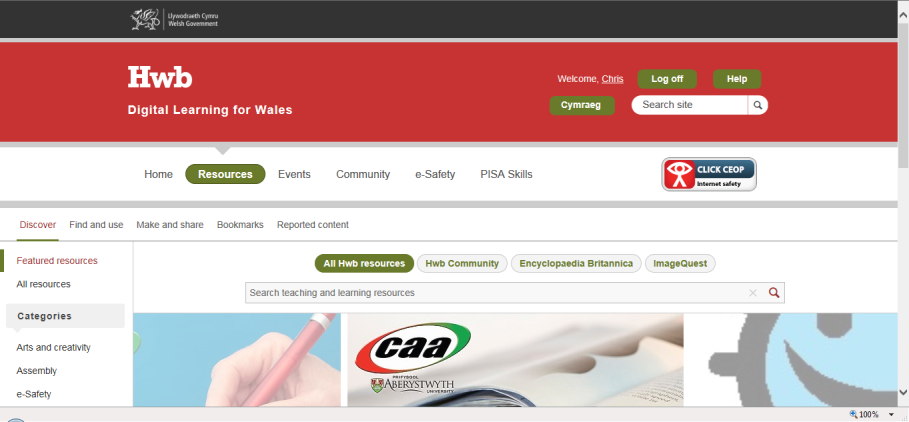 Llywodraeth Cymru
Welsh Government
Hwb
Welcome, Chris
Log off
Help
Digital Learning for Wales
Cymraeg
Search site
Home
Resources
Events
Community
e-Safety
PISA Skills
CLICK CEOP
Internet safety
Discover
Find and use
Make and share
Bookmarks
Reported content
Featured resources
All resources
Categories
Arts and creativity
Assembly
e-Safety
All Hwb resources
Hwb Community
Encyclopaedia Britannica
ImageQuest
Search teaching and learning resources
caa
PRIFYSGOL
ABERYSTWYTH
UNIVERSITY
100%